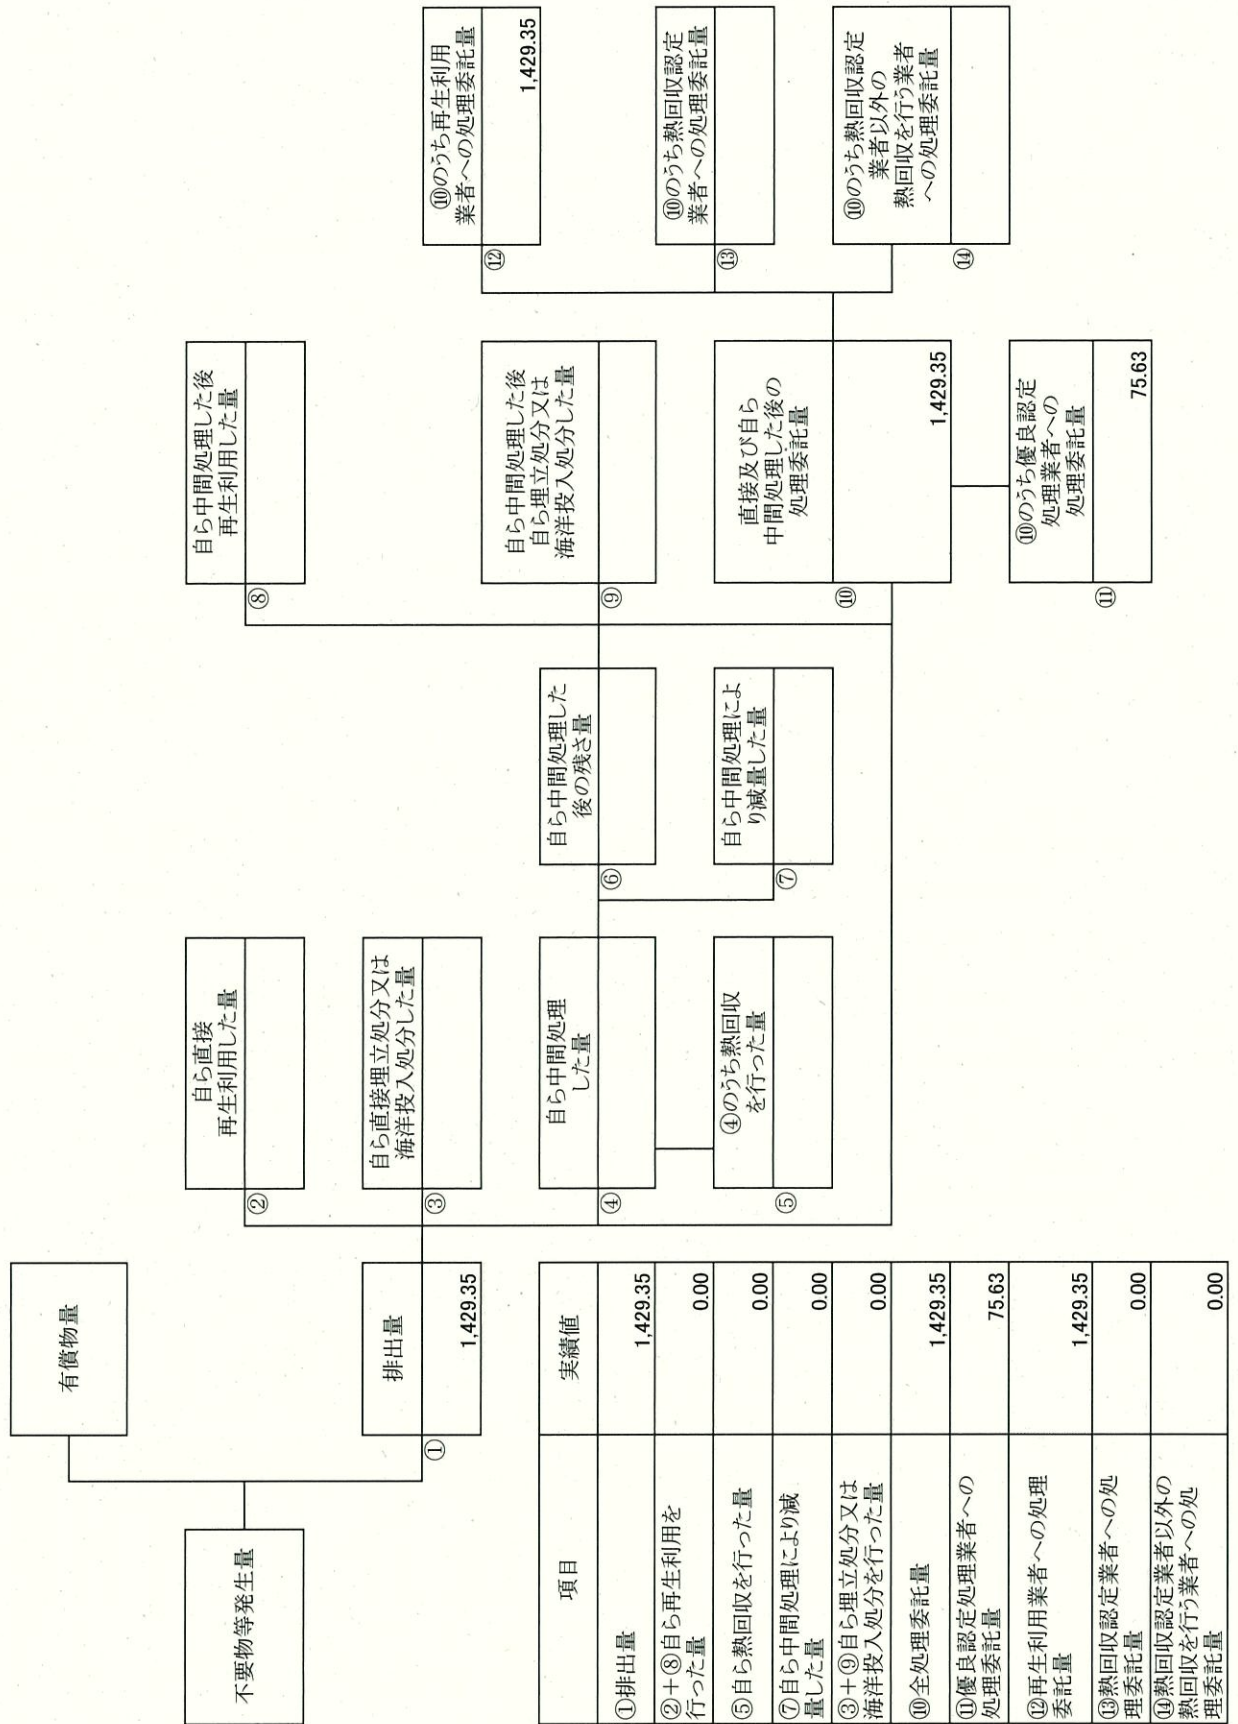 不要物等発生量
有償物量
①
排出量
1,429.35
②
自ら直接
再生利用した量
③
自ら直接埋立処分又は
海洋投入処分した量
④
自ら中間処理
した量
⑤
④のうち熱回収
を行った量
⑥
自ら中間処理した
後の残さ量
⑦
自ら中間処理によ
り減量した量
⑧
自ら中間処理した後
再生利用した量
⑨
自ら中間処理した後
自ら埋立処分又は
海洋投入処分した量
⑩
直接及び自ら
中間処理した後の
処理委託量
1,429.35
⑪
⑩のうち優良認定
処理業者への
処理委託量
75.63
⑫
⑩のうち再生利用
業者への処理委託量
1,429.35
⑬
⑩のうち熱回収認定
業者への処理委託量
⑭
⑩のうち熱回収認定
業者以外の
熱回収を行う業者
への処理委託量
項目
実績値
①排出量
1,429.35
②+⑧自ら再生利用を
行った量
0.00
⑤自ら熱回収を行った量
0.00
⑦自ら中間処理により減
量した量
0.00
③+⑨自ら埋立処分又は
海洋投入処分を行った量
0.00
⑩全処理委託量
1,429.35
⑪優良認定処理業者への
処理委託量
75.63
⑫再生利用業者への処理
委託量
1,429.35
⑬熱回収認定業者への処
理委託量
0.00
⑭熱回収認定業者以外の
熱回収を行う業者への処
理委託量
0.00